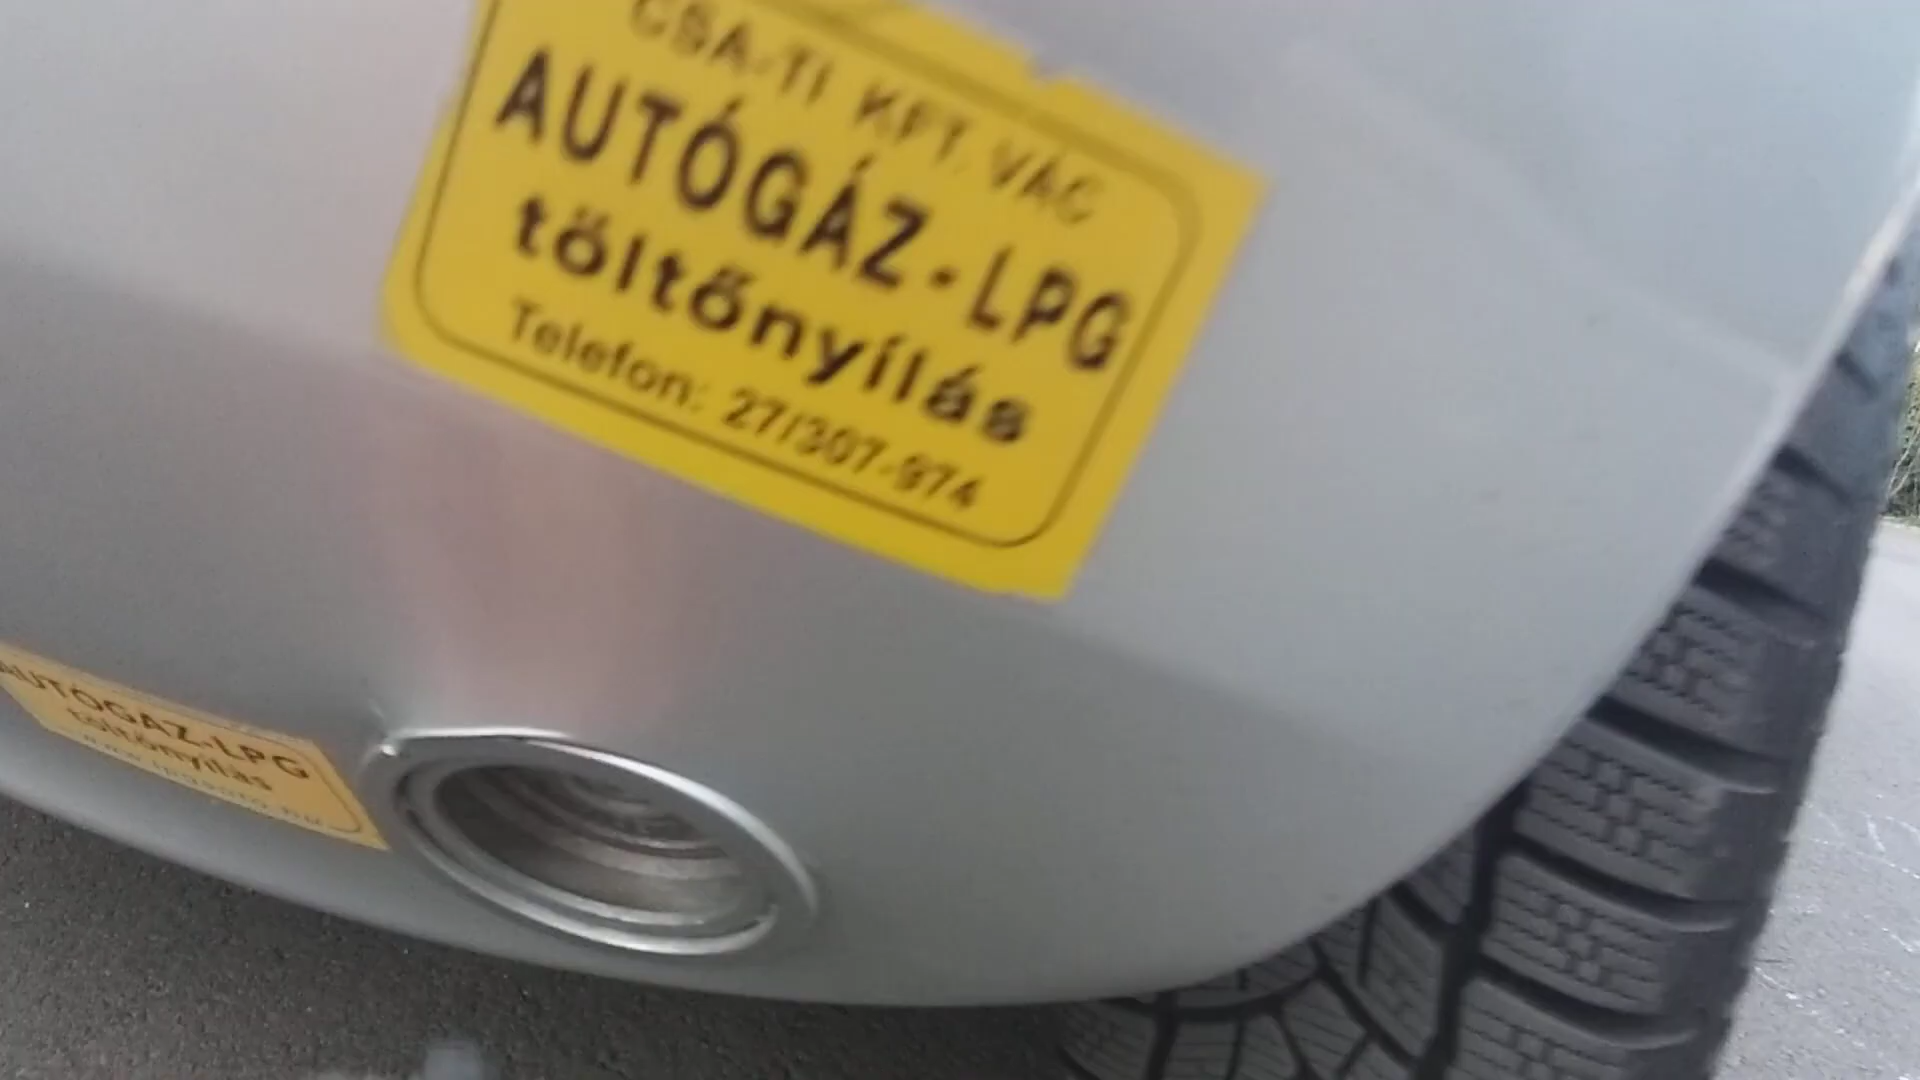 CSA-TI KFT. VÁC
AUTÓGÁZ-LPG
töltőnyílás
Telefon: 27/307-974
AUTÓGÁZ-LPG
töltőnyílás